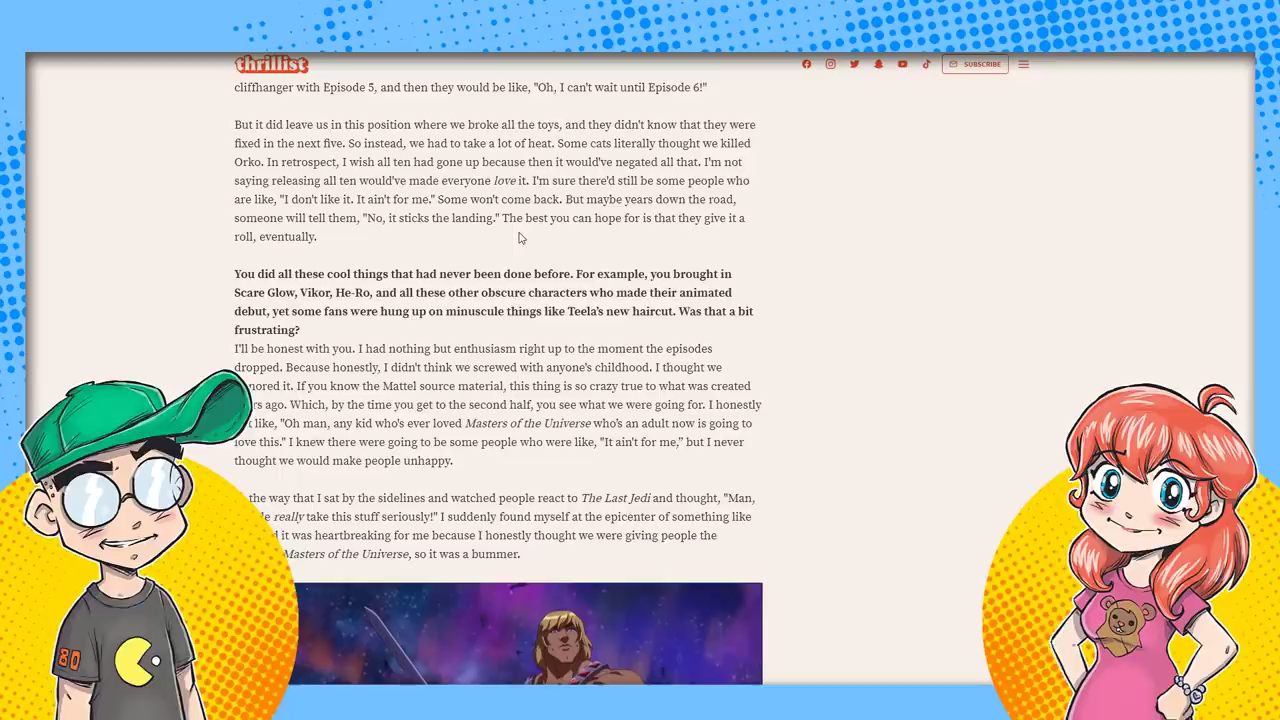 thrillist
SUBSCRIBE
cliffhanger with Episode 5, and then they would be like, "Oh, I can't wait until Episode 6!"
But it did leave us in this position where we broke all the toys, and they didn't know that they were
fixed in the next five. So instead, we had to take a lot of heat. Some cats literally thought we killed
Orko. In retrospect, I wish all ten had gone up because then it would've negated all that. I'm not
saying releasing all ten would've made everyone love it. I'm sure there'd still be some people who
are like, "I don't like it. It ain't for me." Some won't come back. But maybe years down the road,
someone will tell them, "No, it sticks the landing." The best you can hope for is that they give it a
roll, eventually.
You did all these cool things that had never been done before. For example, you brought in
Scare Glow, Vikor, He-Ro, and all these other obscure characters who made their animated
debut, yet some fans were hung up on minuscule things like Teela's new haircut. Was that a bit
frustrating?
I'll be honest with you. I had nothing but enthusiasm right up to the moment the episodes
dropped. Because honestly, I didn't think we screwed with anyone's childhood. I thought we
nored it. If you know the Mattel source material, this thing is so crazy true to what was created
rs ago. Which, by the time you get to the second half, you see what we were going for. I honestly
like, "Oh man, any kid who's ever loved Masters of the Universe who's an adult now is going to
love this." I knew there were going to be some people who were like, "It ain't for me," but I never
thought we would make people unhappy.
the way that I sat by the sidelines and watched people react to The Last Jedi and thought, "Man,
le really take this stuff seriously!" I suddenly found myself at the epicenter of something like
it was heartbreaking for me because I honestly thought we were giving people the
Masters of the Universe, so it was a bummer.
80